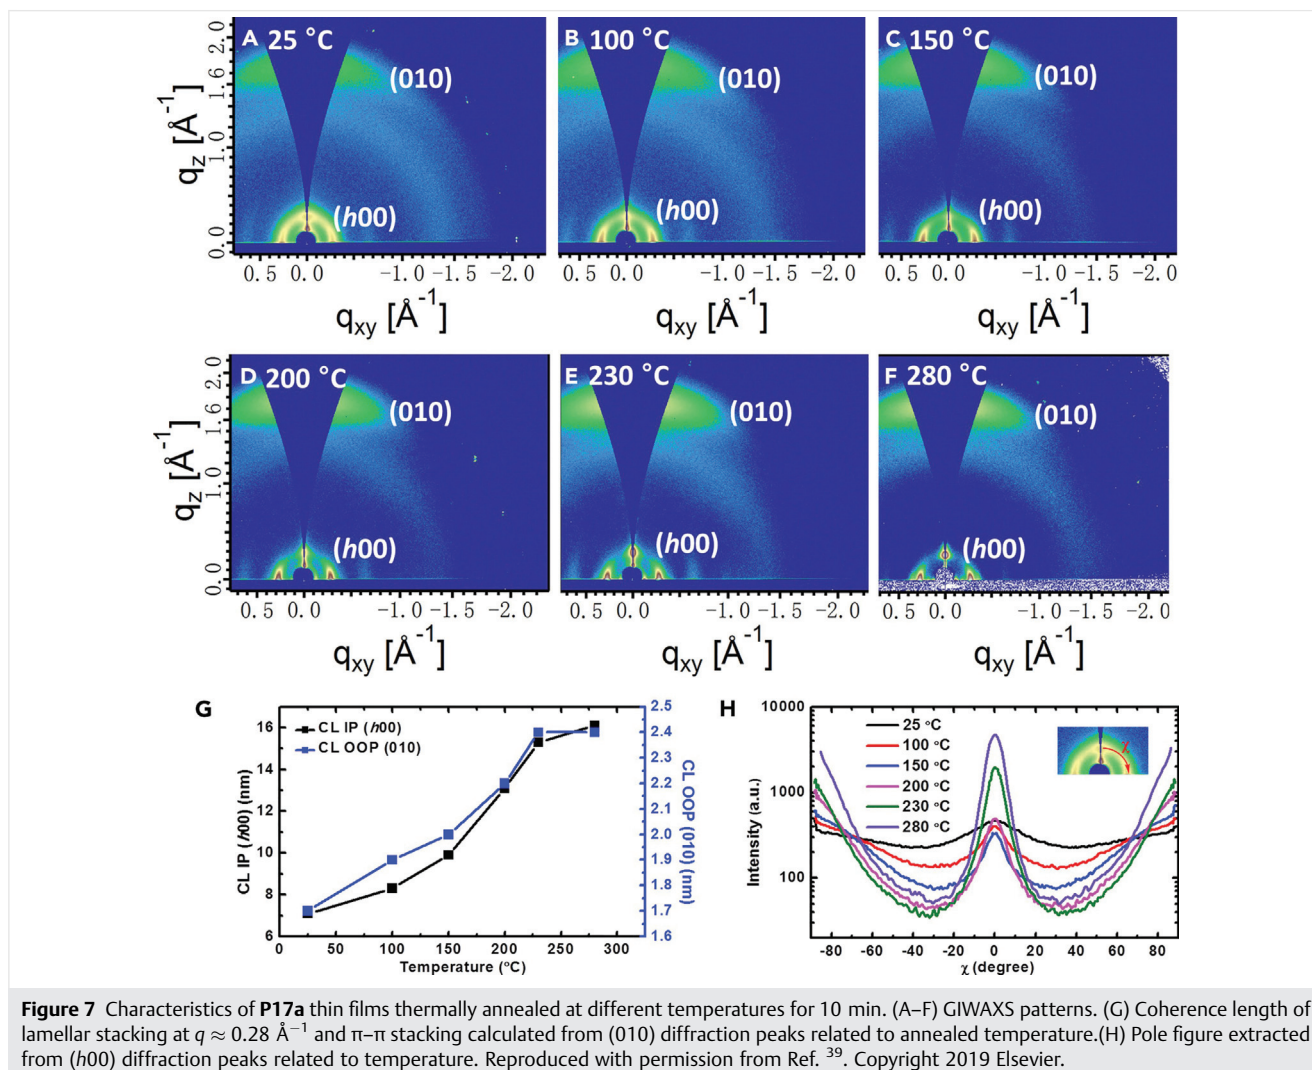 A 25 °C
(010)
(h00)
2.0
1.6
1.0
0.0
qz [Å-1]
0.5 0.0 -1.0 -1.5 -2.0
qxy [Å-1]
B 100 °C
(010)
(h00)
0.5 0.0 -1.0 -1.5 -2.0
qxy [Å-1]
C 150 °C
(010)
(h00)
0.5 0.0 -1.0 -1.5 -2.0
qxy [Å-1]
D 200 °C
(010)
(h00)
2.0
1.6
1.0
0.0
qz [Å-1]
0.5 0.0 -1.0 -1.5 -2.0
qxy [Å-1]
E 230 °C
(010)
(h00)
0.5 0.0 -1.0 -1.5 -2.0
qxy [Å-1]
F 280 °C
(010)
(h00)
0.5 0.0 -1.0 -1.5 -2.0
qxy [Å-1]
G
CL IP (h00)
CL OOP (010)
16
14
12
10
8
6
CL IP (h00) (nm)
2.5
2.4
2.3
2.2
2.1
2.0
1.9
1.8
1.7
1.6
CL OOP (010) (nm)
0 50 100 150 200 250 300
Temperature (°C)
H
10000
1000
100
Intensity (a.u.)
25 °C
100 °C
150 °C
200 °C
230 °C
280 °C
χ
-80 -60 -40 -20 0 20 40 60 80
χ (degree)
Figure 7 Characteristics of P17a thin films thermally annealed at different temperatures for 10 min. (A–F) GIWAXS patterns. (G) Coherence length of
lamellar stacking at q ≈ 0.28 Å−1 and π–π stacking calculated from (010) diffraction peaks related to annealed temperature.(H) Pole figure extracted
from (h00) diffraction peaks related to temperature. Reproduced with permission from Ref. 39. Copyright 2019 Elsevier.